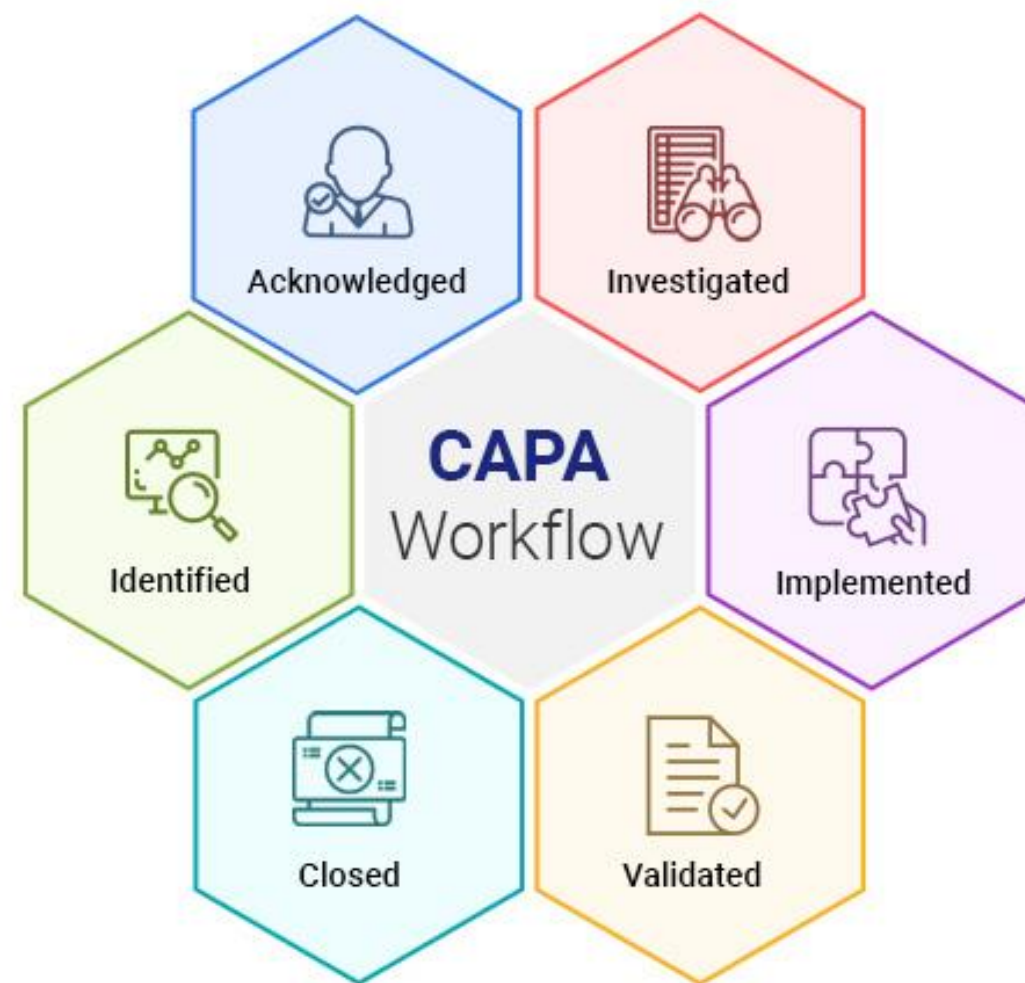 Acknowledged
Investigated
Identified
CAPA
Workflow
Implemented
Closed
Validated